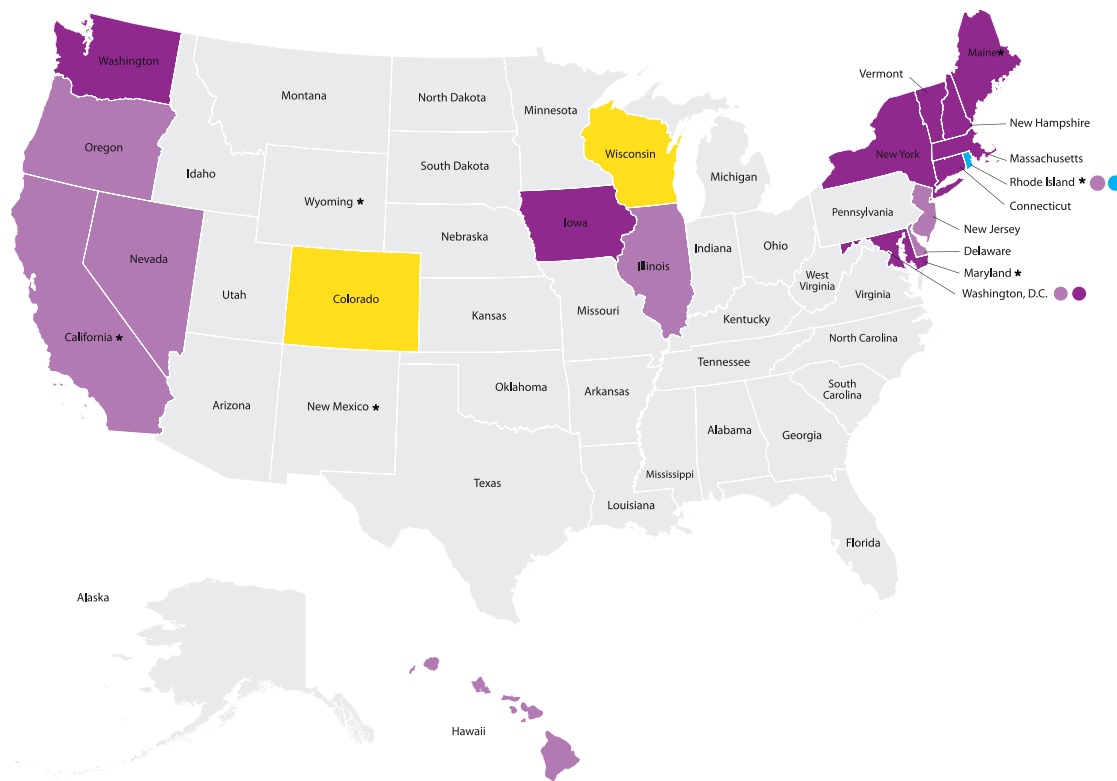 Maine*
Washington
Vermont
Montana
North Dakota
Minnesota
New Hampshire
Oregon
New York
Wisconsin
Massachusetts
South Dakota
Idaho
Michigan
Rhode Island *
Wyoming *
Connecticut
Pennsylvania
Iowa
New Jersey
Nebraska
Indiana
Ohio
Delaware
Nevada
Illinois
Maryland *
West
Virginia
Washington, D.C.
Utah
Colorado
Virginia
Kansas
Missouri
Kentucky
California *
North Carolina
Tennessee
South
Carolina
Oklahoma
Arkansas
Arizona
New Mexico *
Alabama
Georgia
Mississippi
Texas
Louisiana
Florida
Alaska
Hawaii